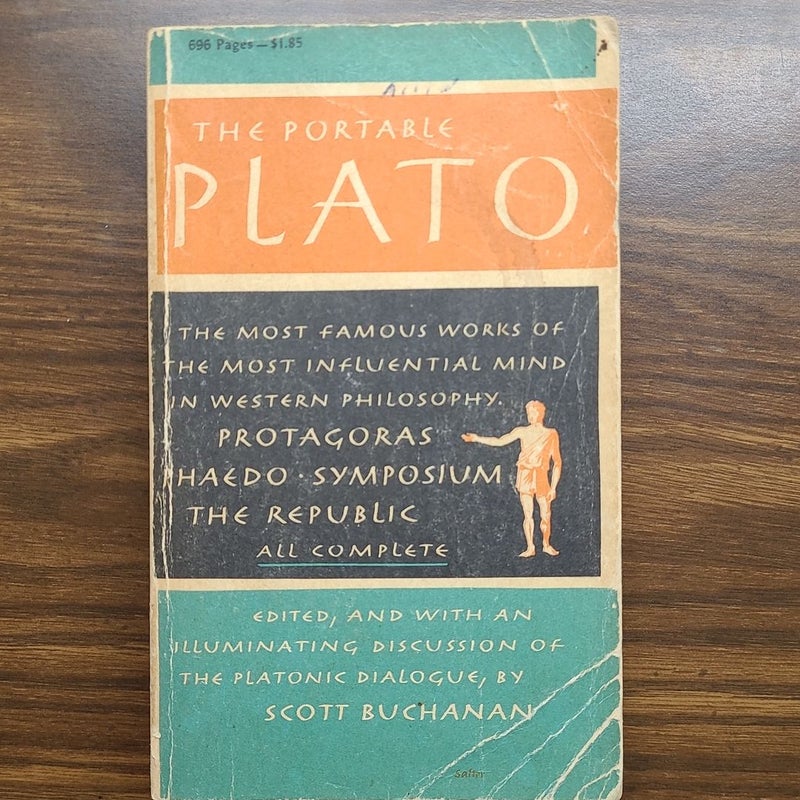 696 Pages — $1.85
THE PORTABLE
PLATO
THE MOST FAMOUS WORKS OF
THE MOST INFLUENTIAL MIND
IN WESTERN PHILOSOPHY.
PROTAGORAS
PHAEDO · SYMPOSIUM
THE REPUBLIC
ALL COMPLETE
EDITED, AND WITH AN
ILLUMINATING DISCUSSION OF
THE PLATONIC DIALOGUE, BY
SCOTT BUCHANAN
Salter